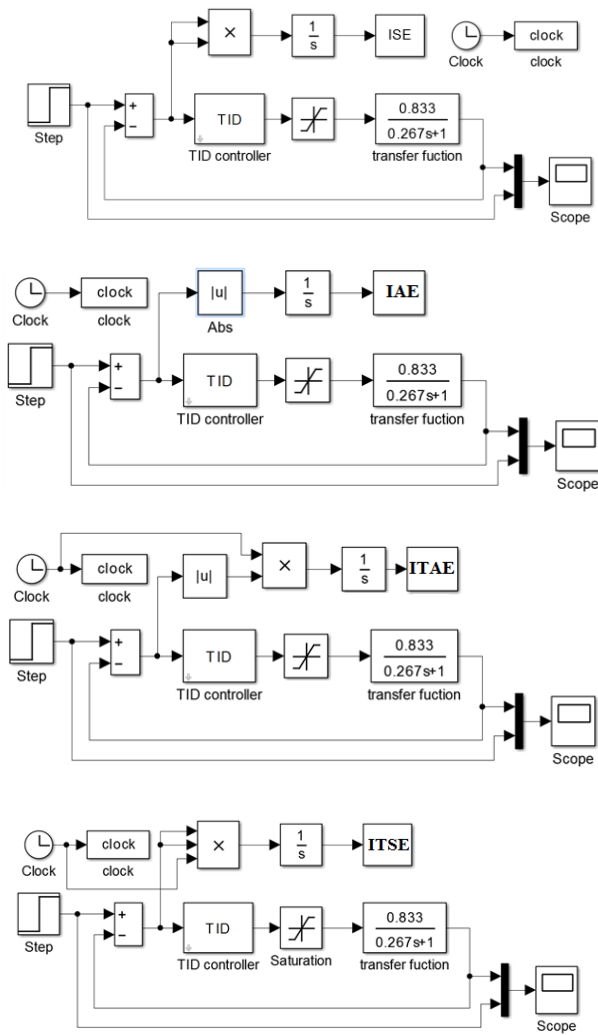 ×
1
s
ISE
clock
Clock
clock
+
−
TID
0.833
0.267s+1
Step
TID controller
transfer fuction
Scope
clock
|u|
1
s
IAE
Clock
clock
Abs
+
−
TID
0.833
0.267s+1
Step
TID controller
transfer fuction
Scope
clock
|u|
×
1
s
ITAE
Clock
clock
+
−
TID
0.833
0.267s+1
Step
TID controller
transfer fuction
Scope
clock
×
1
s
ITSE
Clock
clock
+
−
TID
0.833
0.267s+1
Step
TID controller
Saturation
transfer fuction
Scope